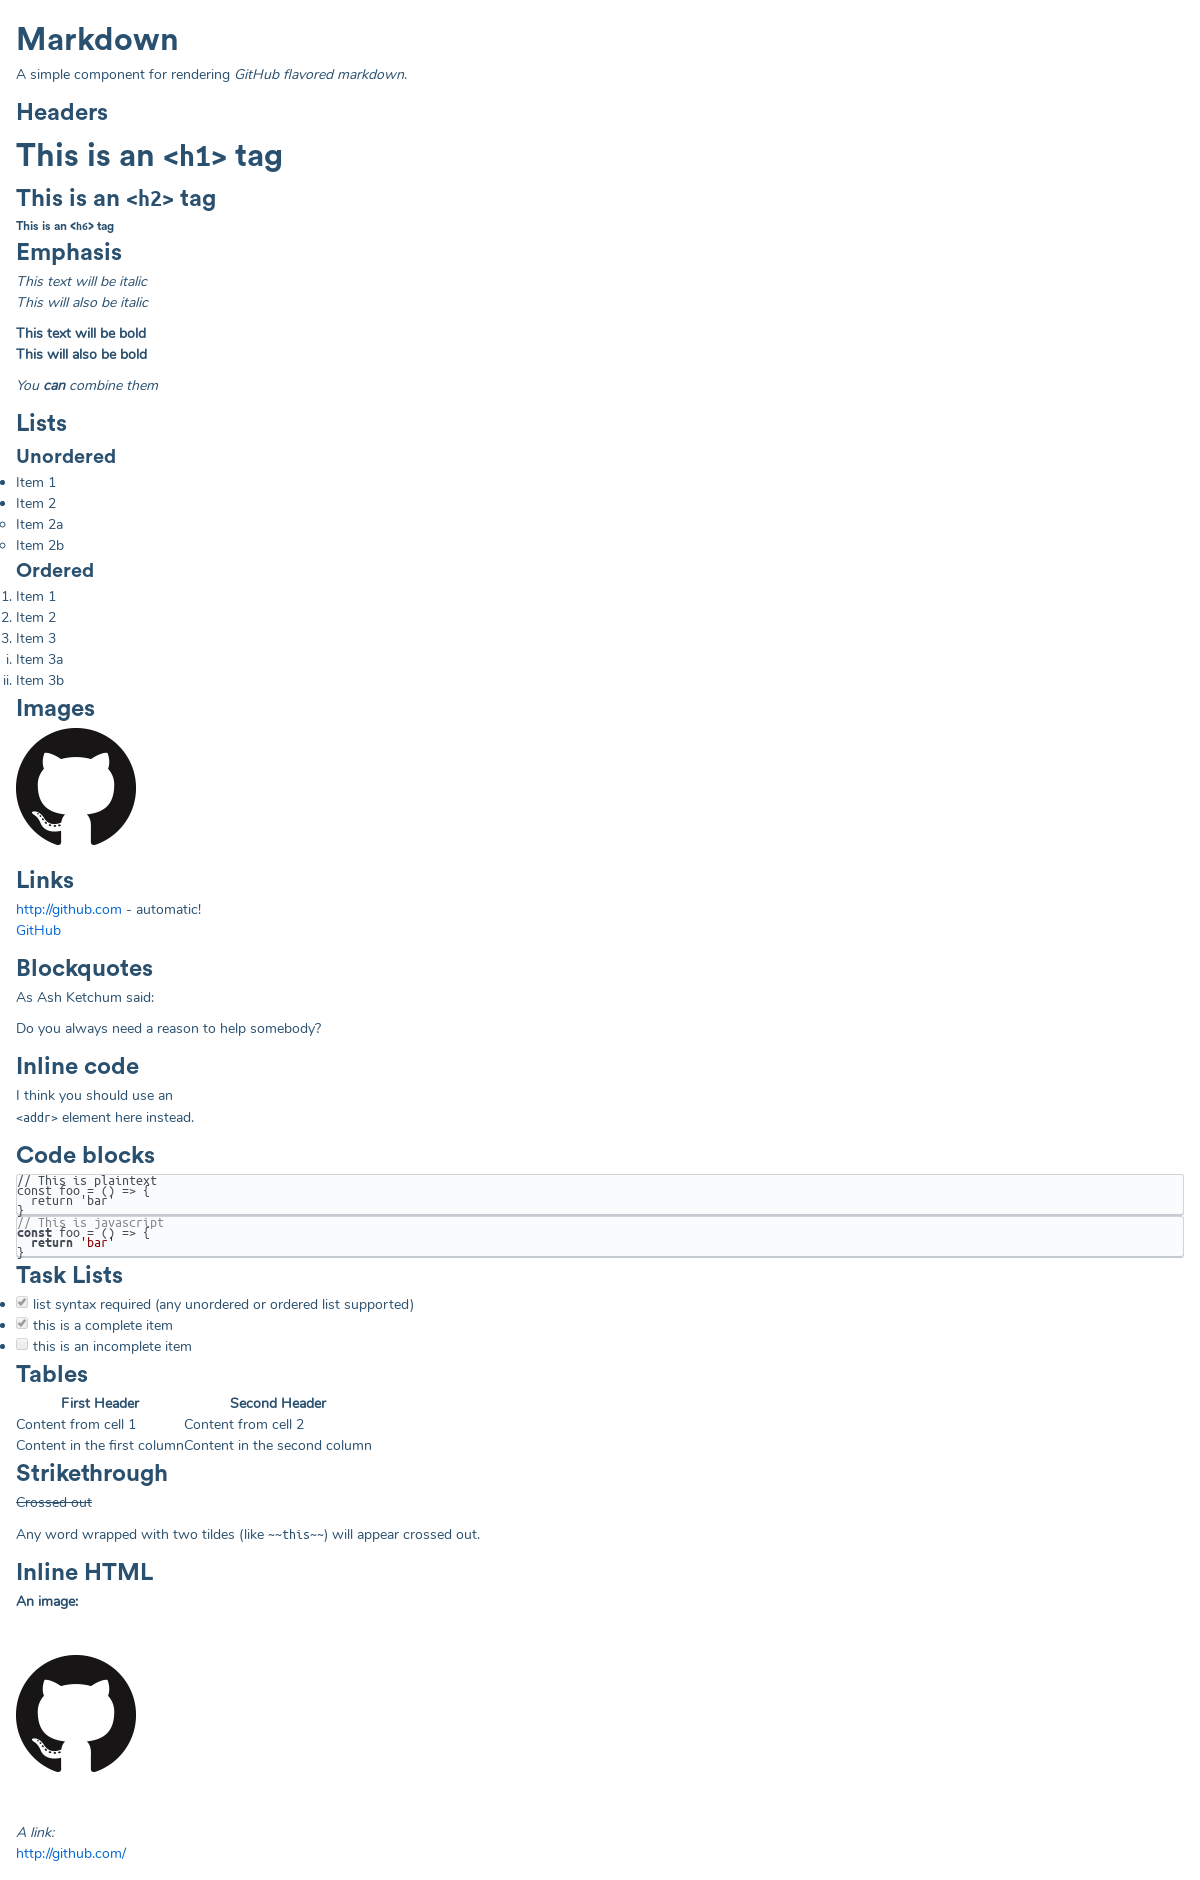 Markdown
A simple component for rendering GitHub flavored markdown.
Headers
This is an <h1> tag
This is an <h2> tag
This is an <h6> tag
Emphasis
This text will be italic
This will also be italic
This text will be bold
This will also be bold
You can combine them
Lists
Unordered
• Item 1
• Item 2
◦ Item 2a
◦ Item 2b
Ordered
1. Item 1
2. Item 2
3. Item 3
i. Item 3a
ii. Item 3b
Images
Links
http://github.com - automatic!
GitHub
Blockquotes
As Ash Ketchum said:
Do you always need a reason to help somebody?
Inline code
I think you should use an
<addr> element here instead.
Code blocks
// This is plaintext
const foo = () => {
  return 'bar'
}
// This is javascript
const foo = () => {
  return 'bar'
}
Task Lists
• list syntax required (any unordered or ordered list supported)
• this is a complete item
• this is an incomplete item
Tables
First Header Second Header
Content from cell 1 Content from cell 2
Content in the first column Content in the second column
Strikethrough
Crossed out
Any word wrapped with two tildes (like ~~this~~) will appear crossed out.
Inline HTML
An image:
A link:
http://github.com/